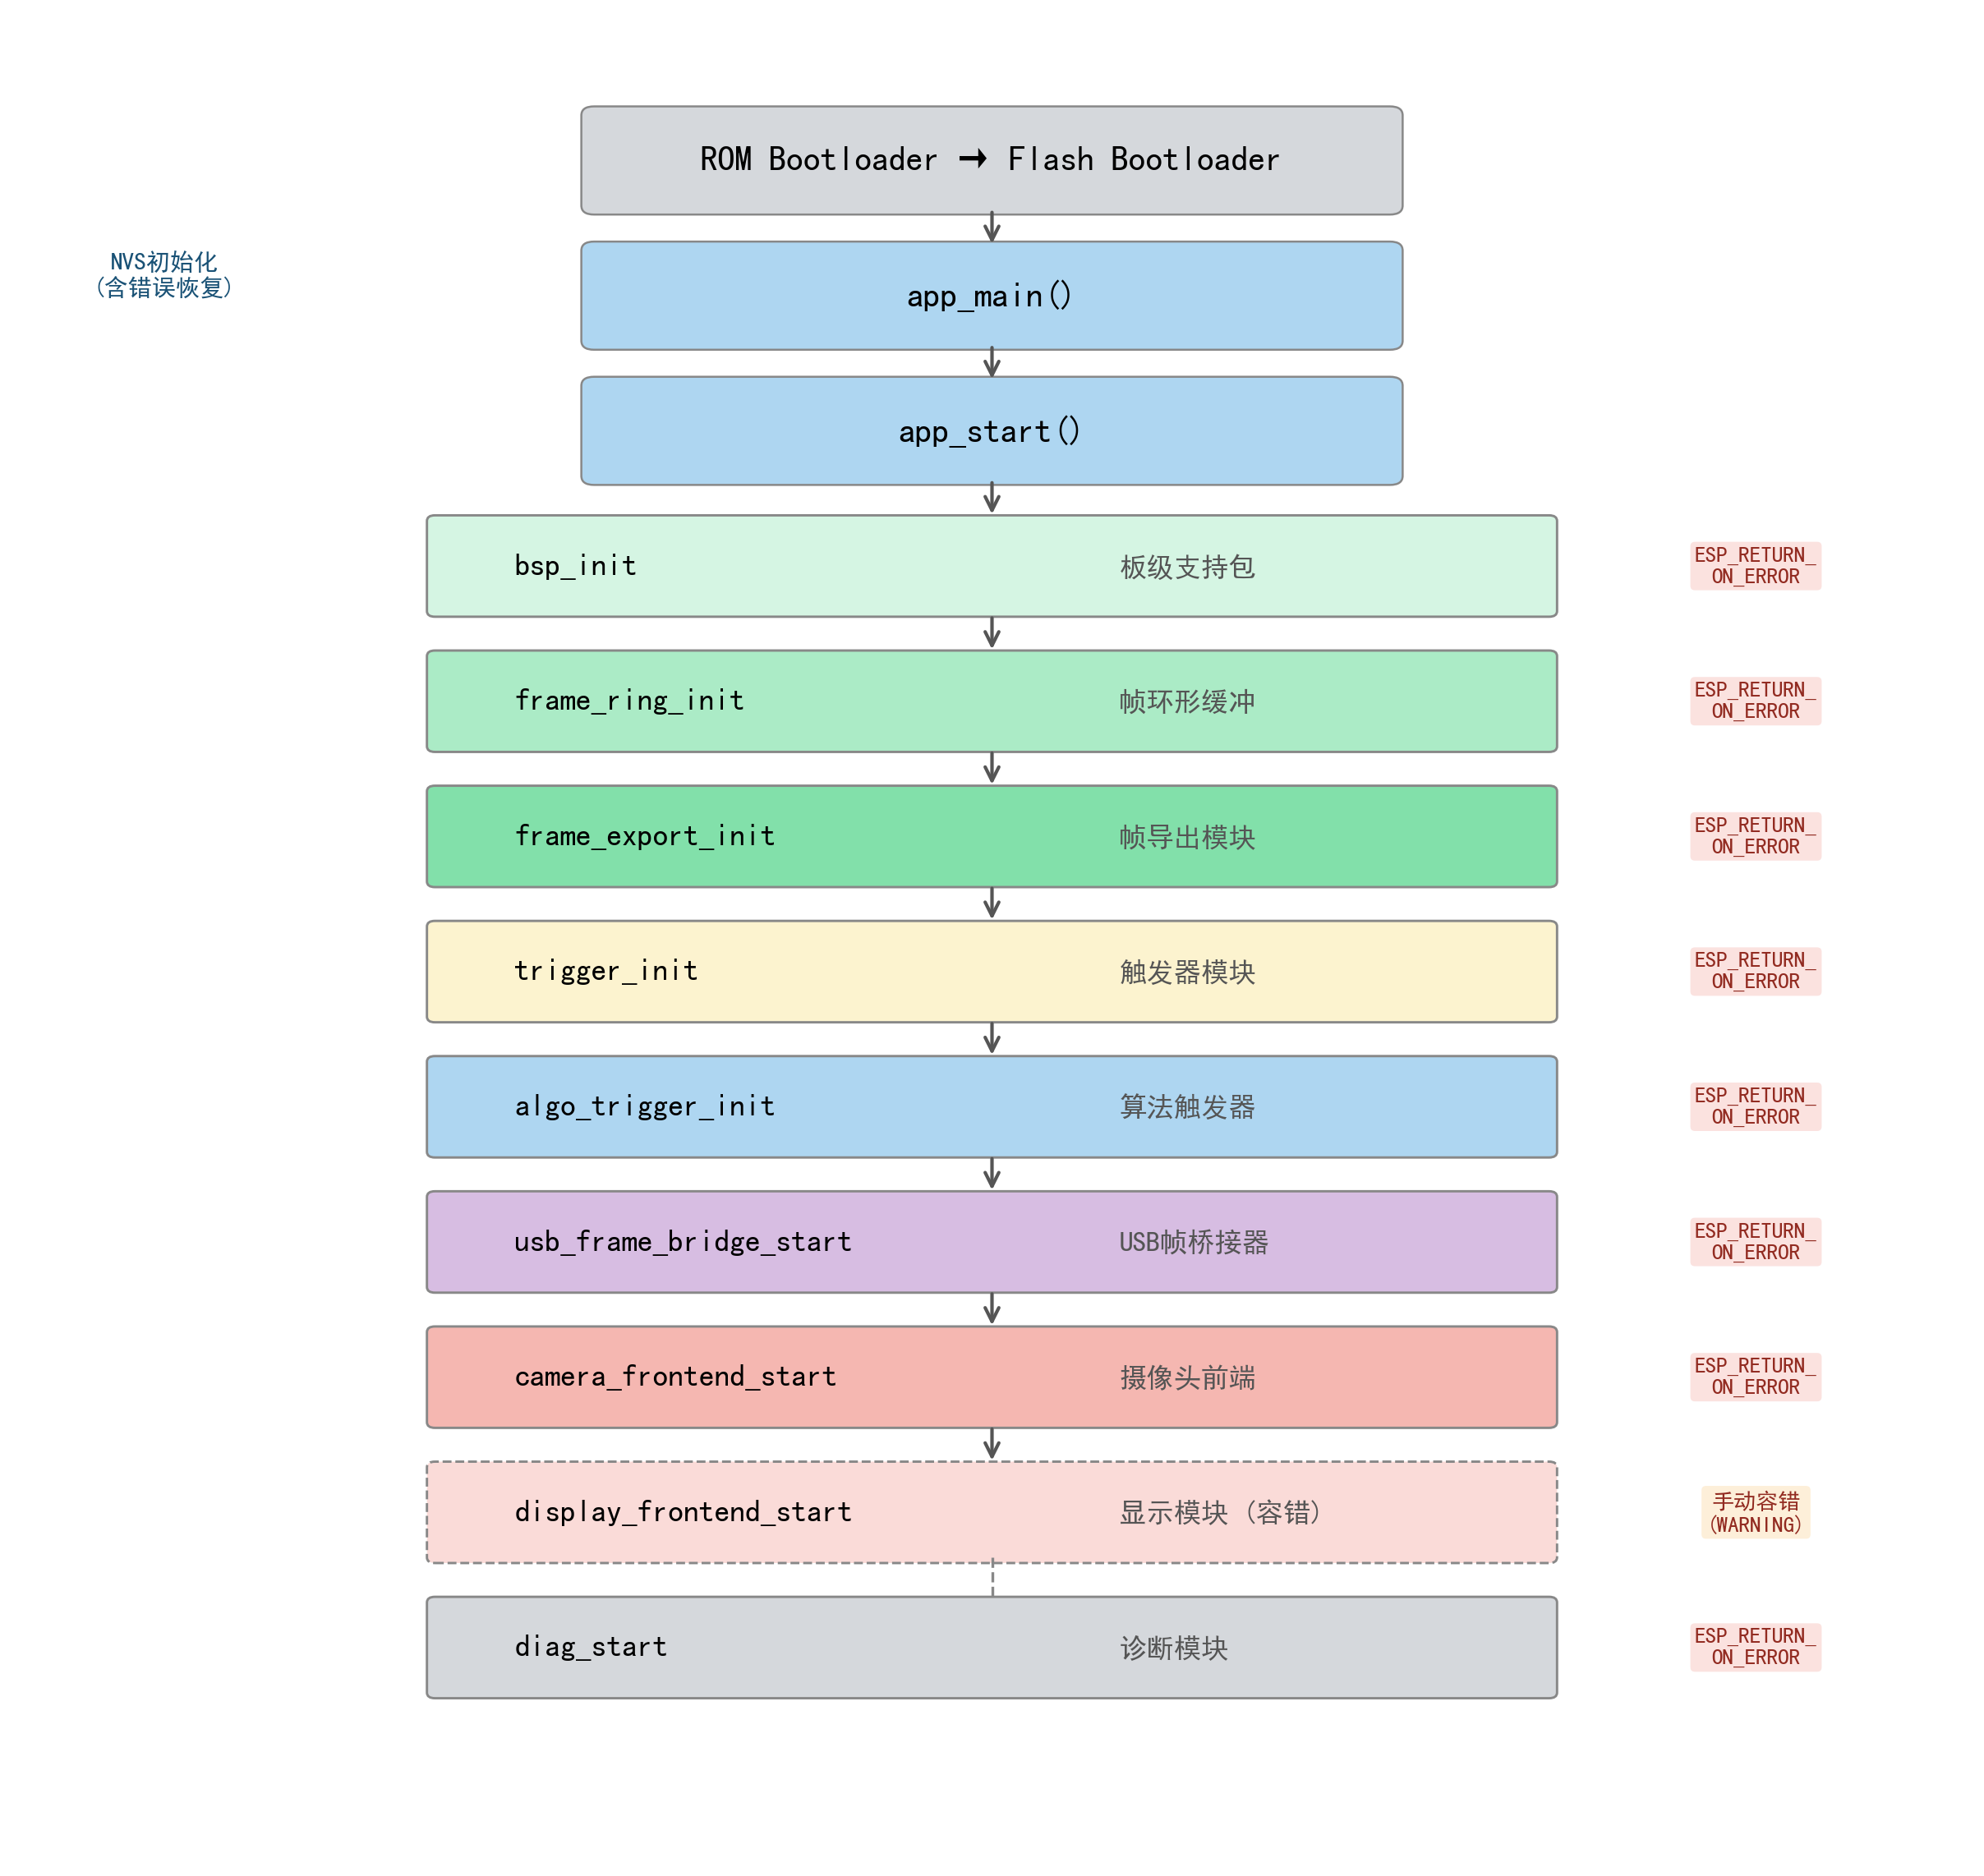 ROM Bootloader → Flash Bootloader
NVS初始化
(含错误恢复)
app_main()
app_start()
bsp_init
板级支持包
ESP_RETURN_
ON_ERROR
frame_ring_init
帧环形缓冲
ESP_RETURN_
ON_ERROR
frame_export_init
帧导出模块
ESP_RETURN_
ON_ERROR
trigger_init
触发器模块
ESP_RETURN_
ON_ERROR
algo_trigger_init
算法触发器
ESP_RETURN_
ON_ERROR
usb_frame_bridge_start
USB帧桥接器
ESP_RETURN_
ON_ERROR
camera_frontend_start
摄像头前端
ESP_RETURN_
ON_ERROR
display_frontend_start
显示模块 (容错)
手动容错
(WARNING)
diag_start
诊断模块
ESP_RETURN_
ON_ERROR